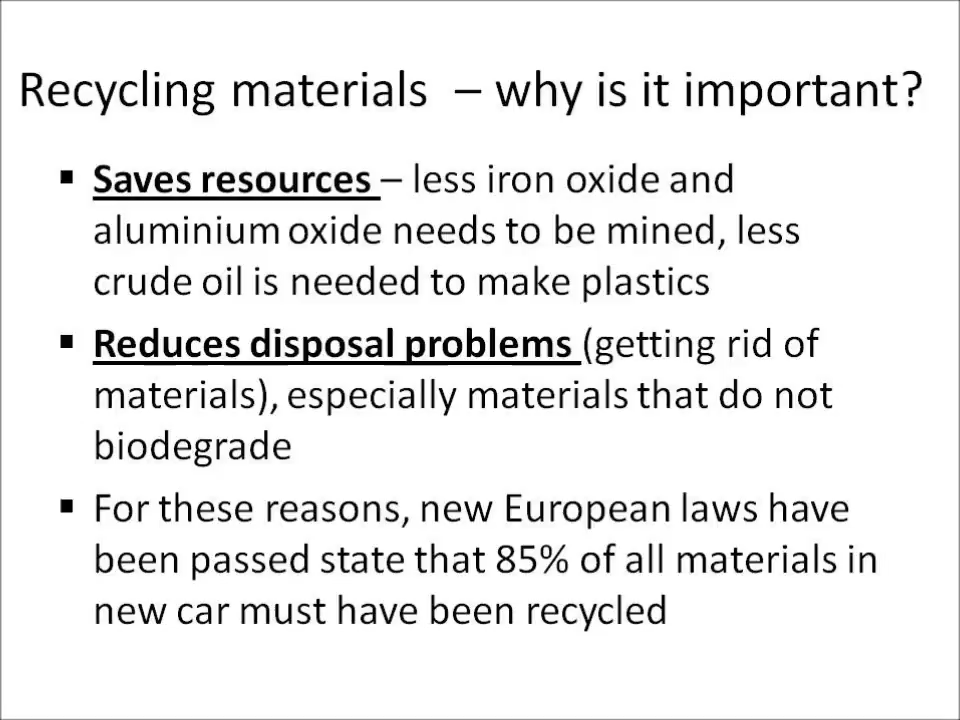 Recycling materials – why is it important?
▪ Saves resources – less iron oxide and
aluminium oxide needs to be mined, less
crude oil is needed to make plastics
▪ Reduces disposal problems (getting rid of
materials), especially materials that do not
biodegrade
▪ For these reasons, new European laws have
been passed state that 85% of all materials in
new car must have been recycled